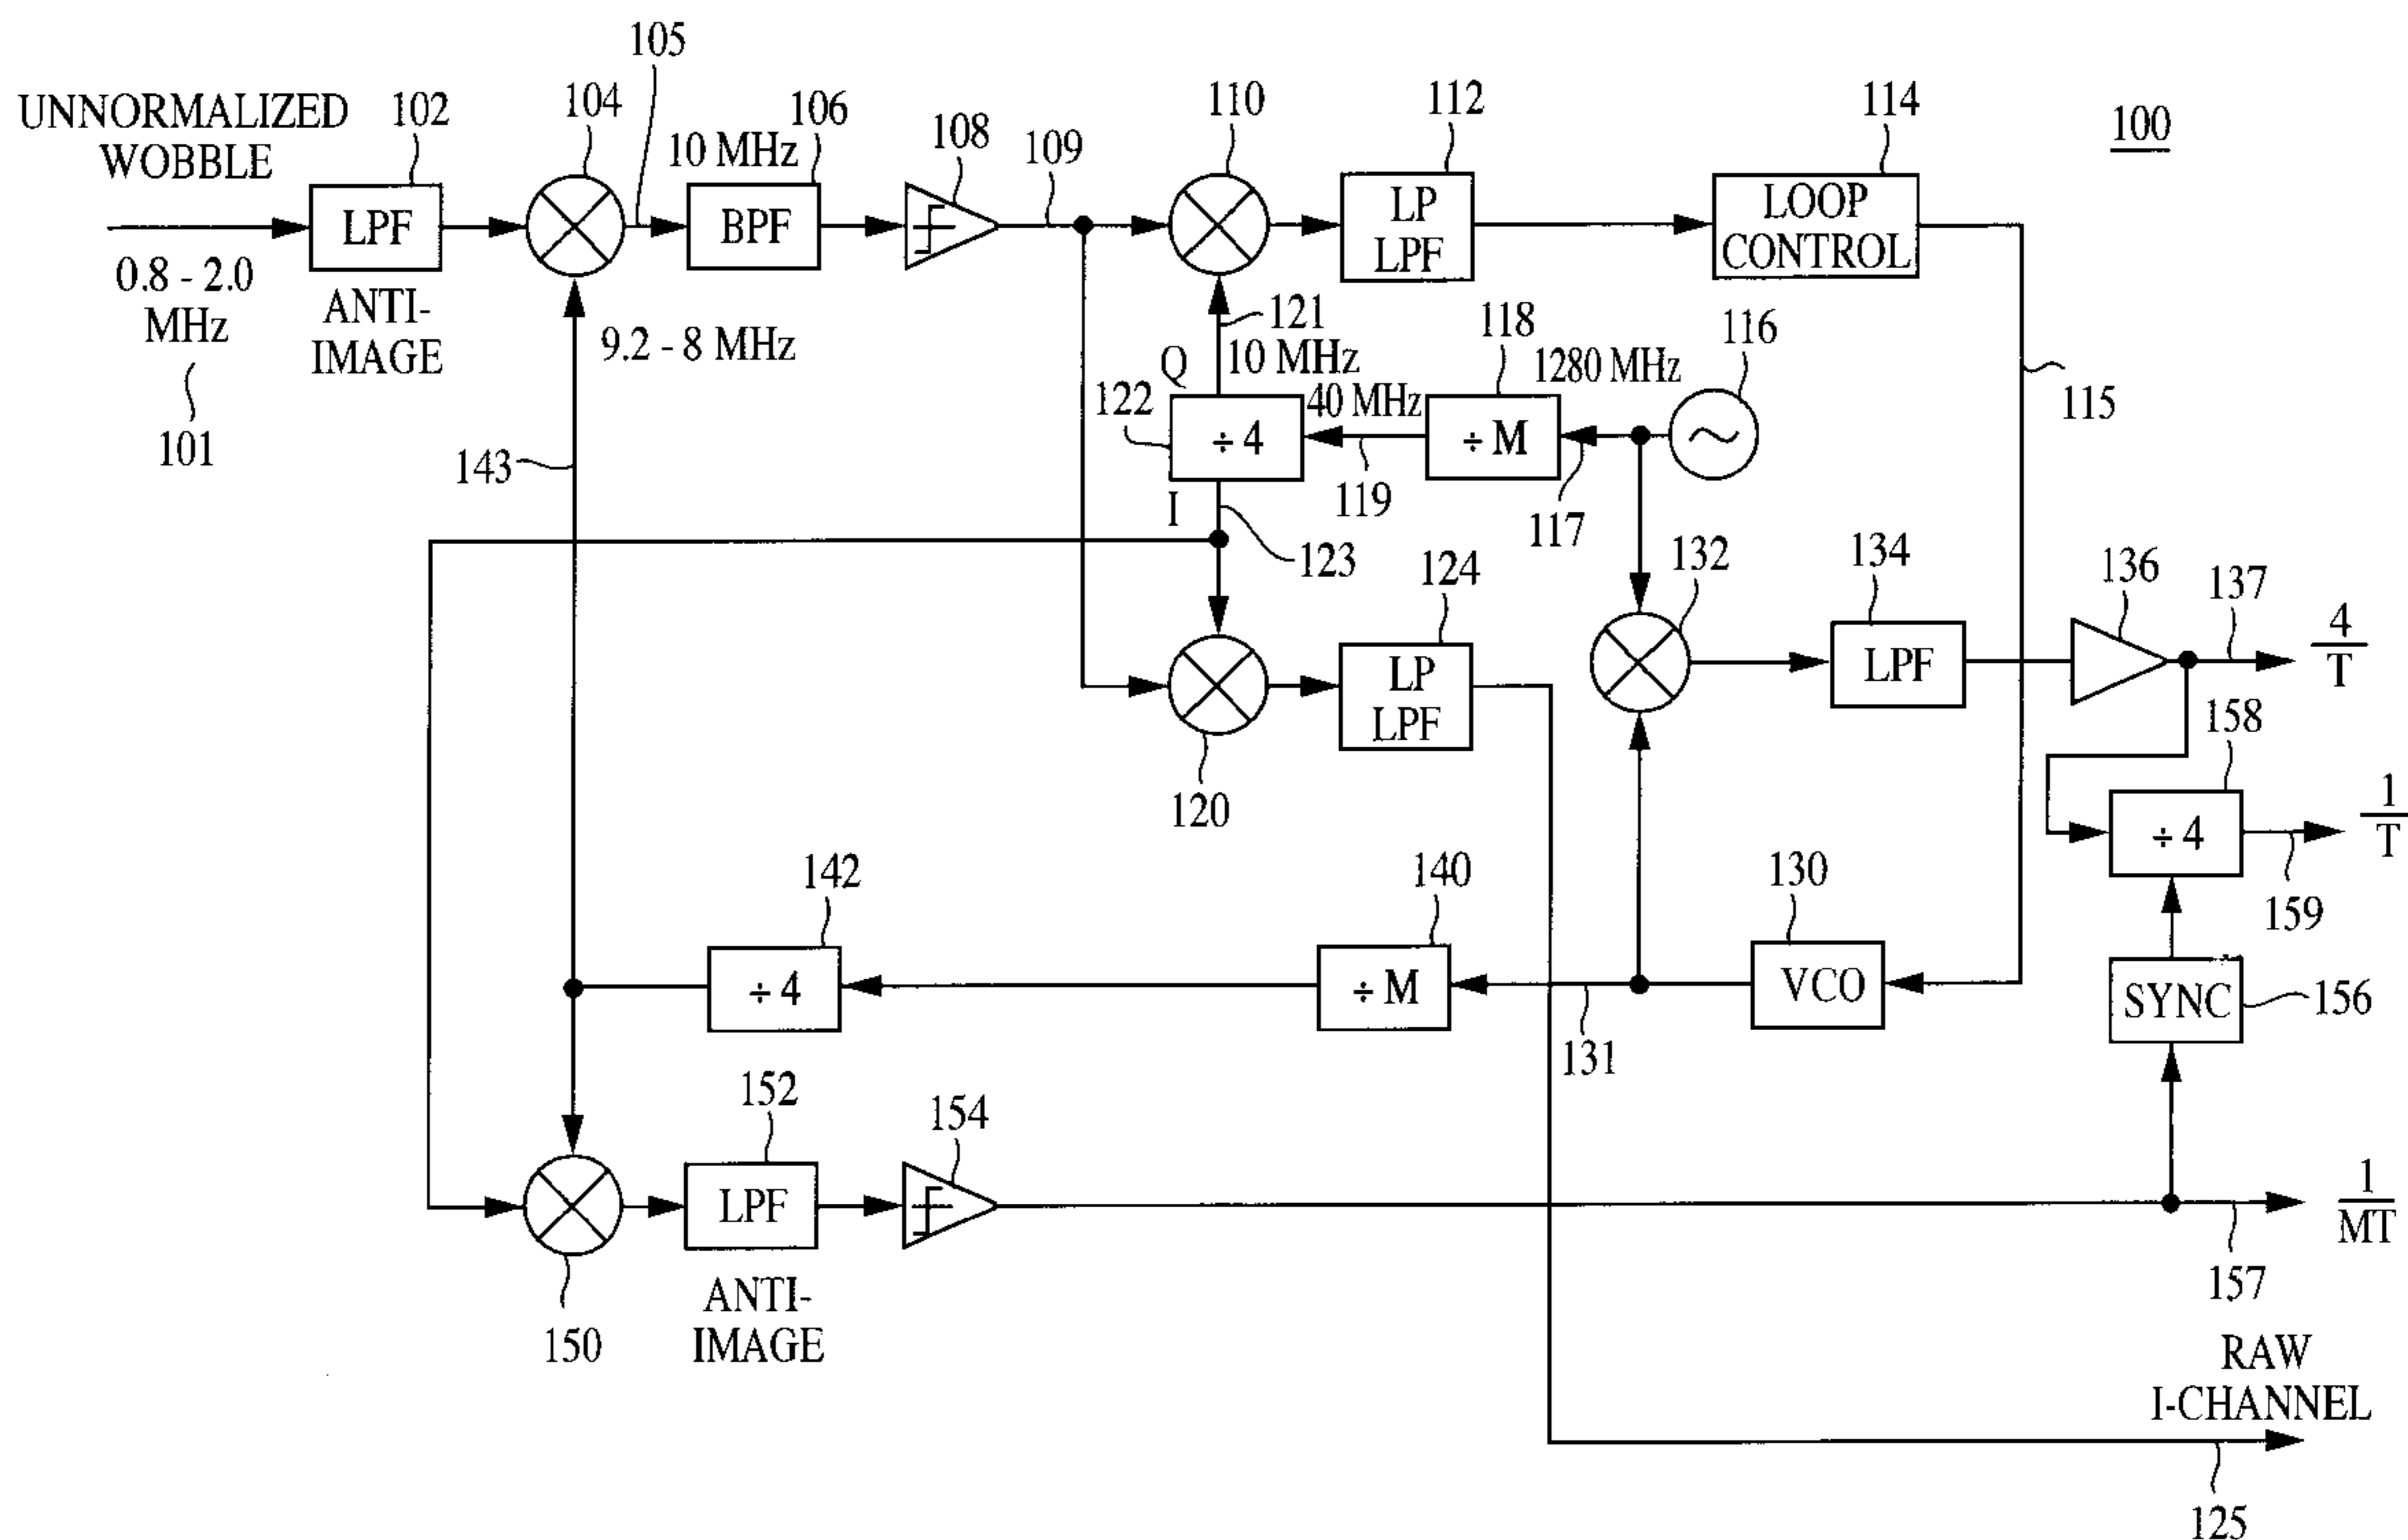 105
UNNORMALIZED
WOBBLE
102
104
10 MHz
106
108
109
110
112
114
100
LPF
BPF
LP
LPF
LOOP
CONTROL
0.8 - 2.0
MHz
101
ANTI-
IMAGE
9.2 - 8 MHz
143
121
10 MHz
Q
118
1280 MHz
116
115
122
÷ 4
40 MHz
÷ M
119
117
I
123
124
132
134
136
137
4
T
LP
LPF
LPF
120
158
÷ 4
1
T
159
142
÷ 4
140
÷ M
130
VCO
131
SYNC
156
152
154
LPF
150
ANTI-
IMAGE
1
MT
157
RAW
I-CHANNEL
125